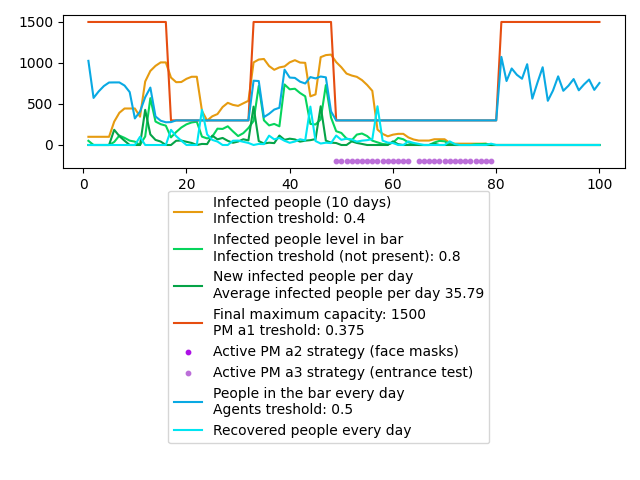 1500
1000
500
0
0
20
40
60
80
100
Infected people (10 days)
Infection treshold: 0.4
Infected people level in bar
Infection treshold (not present): 0.8
New infected people per day
Average infected people per day 35.79
Final maximum capacity: 1500
PM a1 treshold: 0.375
Active PM a2 strategy (face masks)
Active PM a3 strategy (entrance test)
People in the bar every day
Agents treshold: 0.5
Recovered people every day